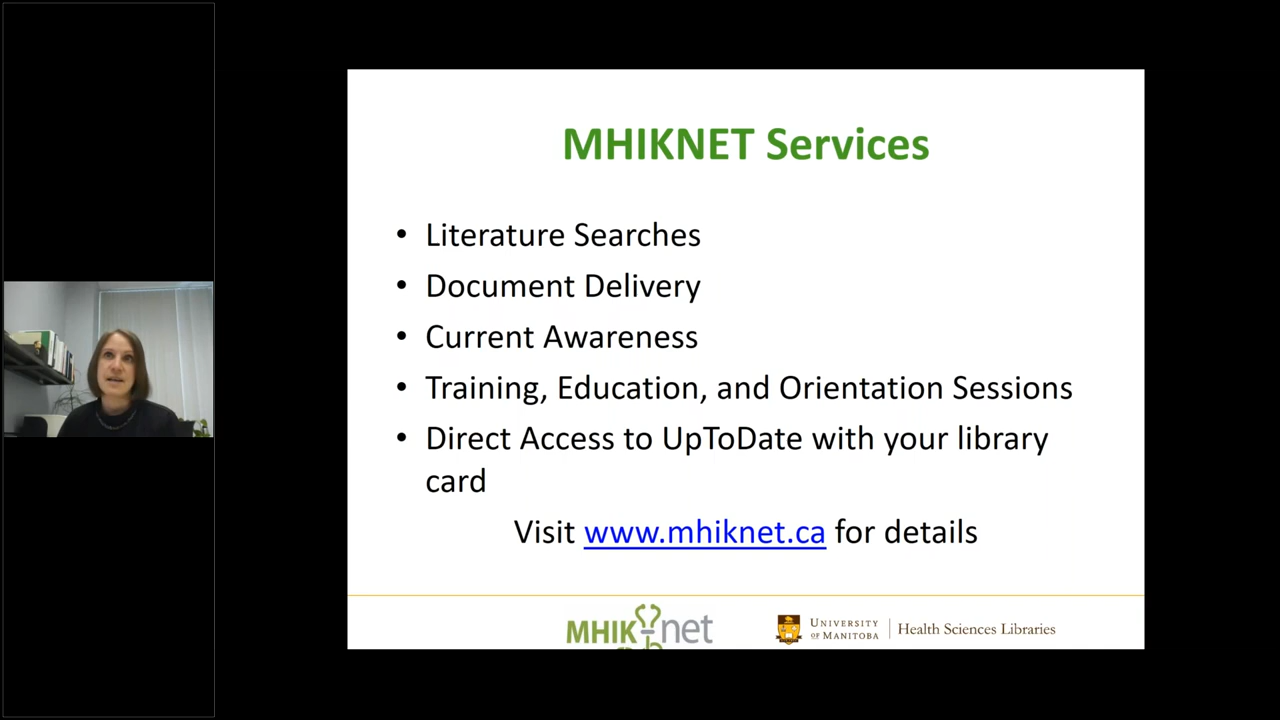 MHIKNET Services
• Literature Searches
• Document Delivery
• Current Awareness
• Training, Education, and Orientation Sessions
• Direct Access to UpToDate with your library
card
Visit www.mhiknet.ca for details
MHIK-net
UNIVERSITY
OF MANITOBA
Health Sciences Libraries